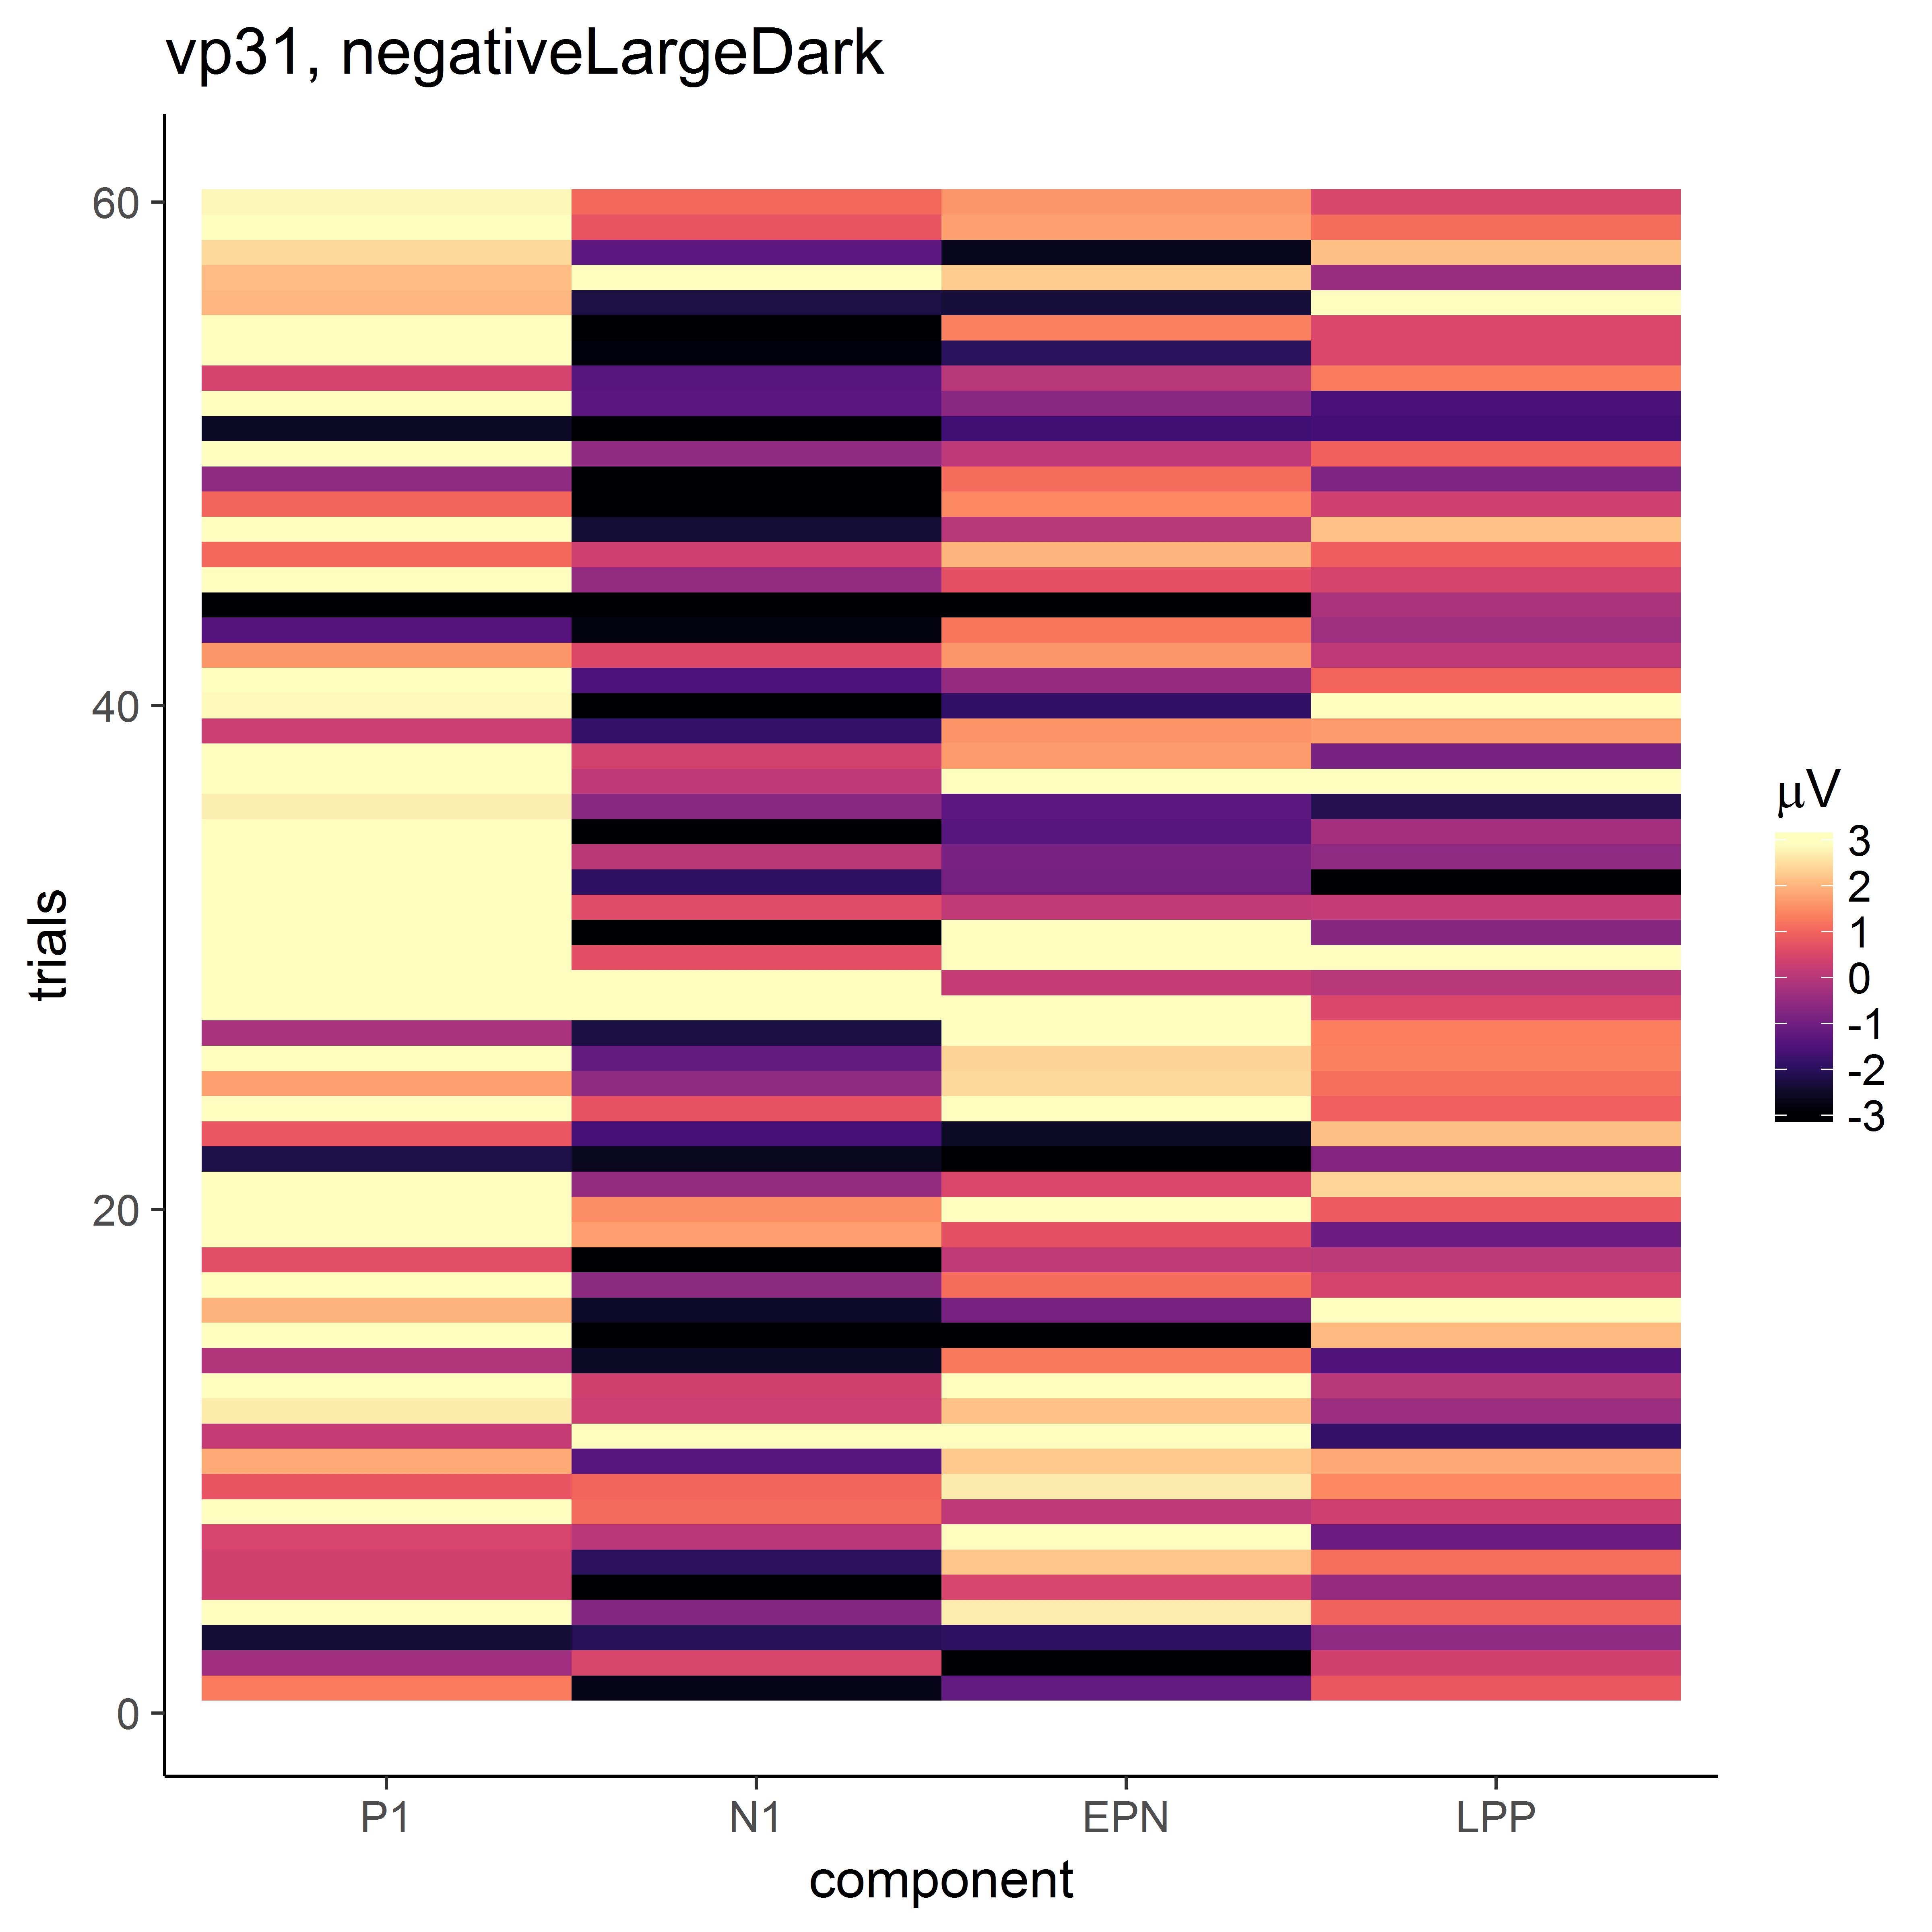 vp31, negativeLargeDark
60
40
20
0
trials
P1 N1 EPN LPP
component
μV
3
2
1
0
-1
-2
-3